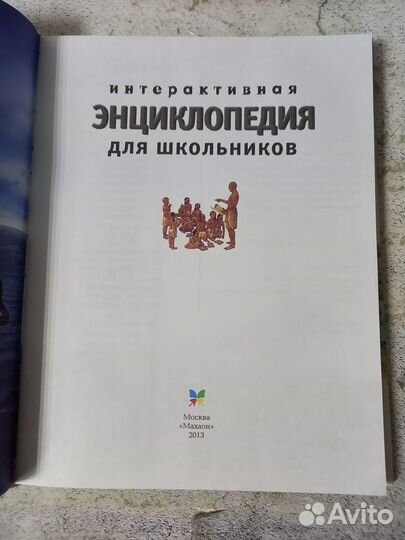 интерактивная
ЭНЦИКЛОПЕДИЯ
ДЛЯ ШКОЛЬНИКОВ
Москва
«Махаон»
2013
Avito